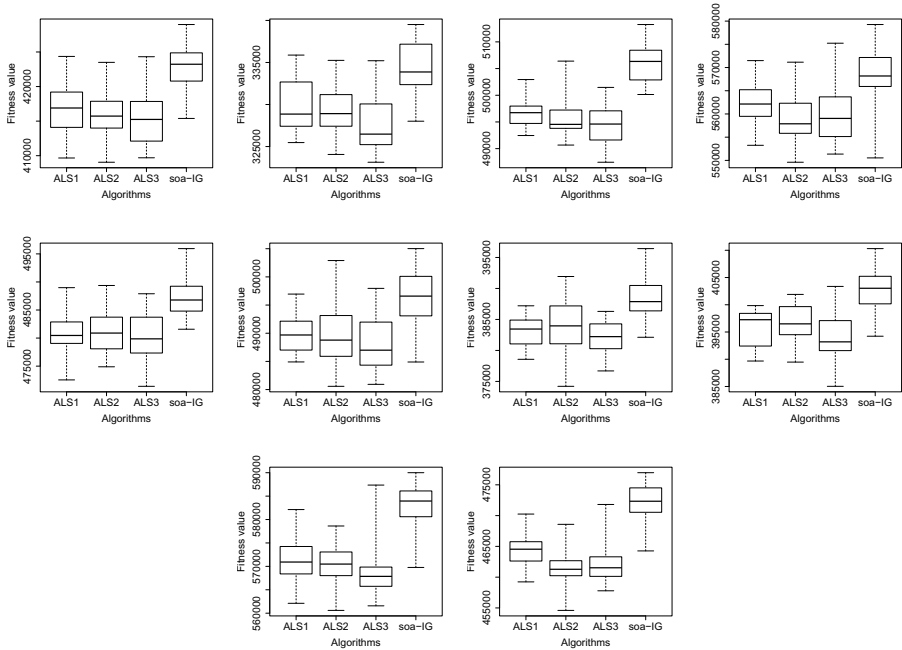 Fitness value
410000 420000
ALS1 ALS2 ALS3 soa−IG
Algorithms
Fitness value
325000 335000
ALS1 ALS2 ALS3 soa−IG
Algorithms
Fitness value
490000 500000 510000
ALS1 ALS2 ALS3 soa−IG
Algorithms
Fitness value
550000 560000 570000 580000
ALS1 ALS2 ALS3 soa−IG
Algorithms
Fitness value
475000 485000 495000
ALS1 ALS2 ALS3 soa−IG
Algorithms
Fitness value
480000 490000 500000
ALS1 ALS2 ALS3 soa−IG
Algorithms
Fitness value
375000 385000 395000
ALS1 ALS2 ALS3 soa−IG
Algorithms
Fitness value
385000 395000 405000
ALS1 ALS2 ALS3 soa−IG
Algorithms
Fitness value
560000 570000 580000 590000
ALS1 ALS2 ALS3 soa−IG
Algorithms
Fitness value
455000 465000 475000
ALS1 ALS2 ALS3 soa−IG
Algorithms